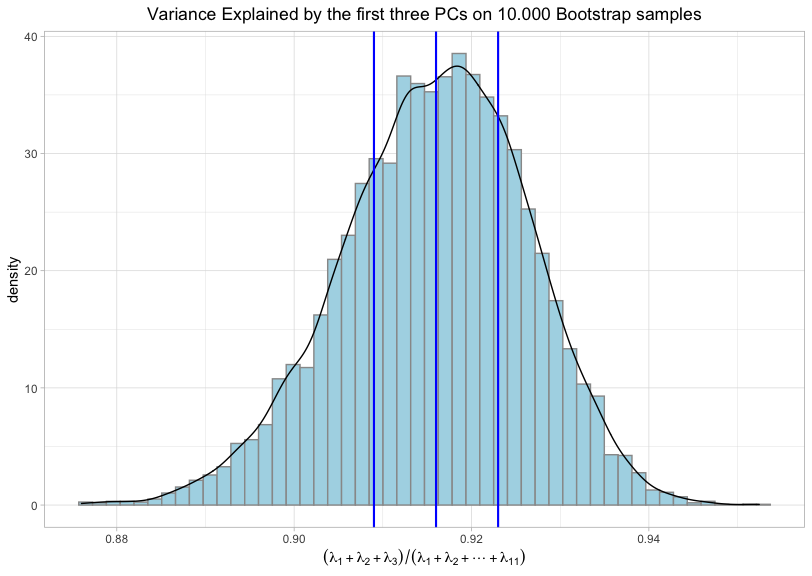 Variance Explained by the first three PCs on 10.000 Bootstrap samples
40
30
20
10
0
density
0.88 0.90 0.92 0.94
(λ₁ + λ₂ + λ₃)/(λ₁ + λ₂ + ⋯ + λ₁₁)